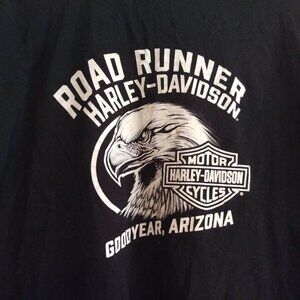 ROAD RUNNER
HARLEY-DAVIDSON
MOTOR
HARLEY-DAVIDSON
CYCLES
GOODYEAR, ARIZONA